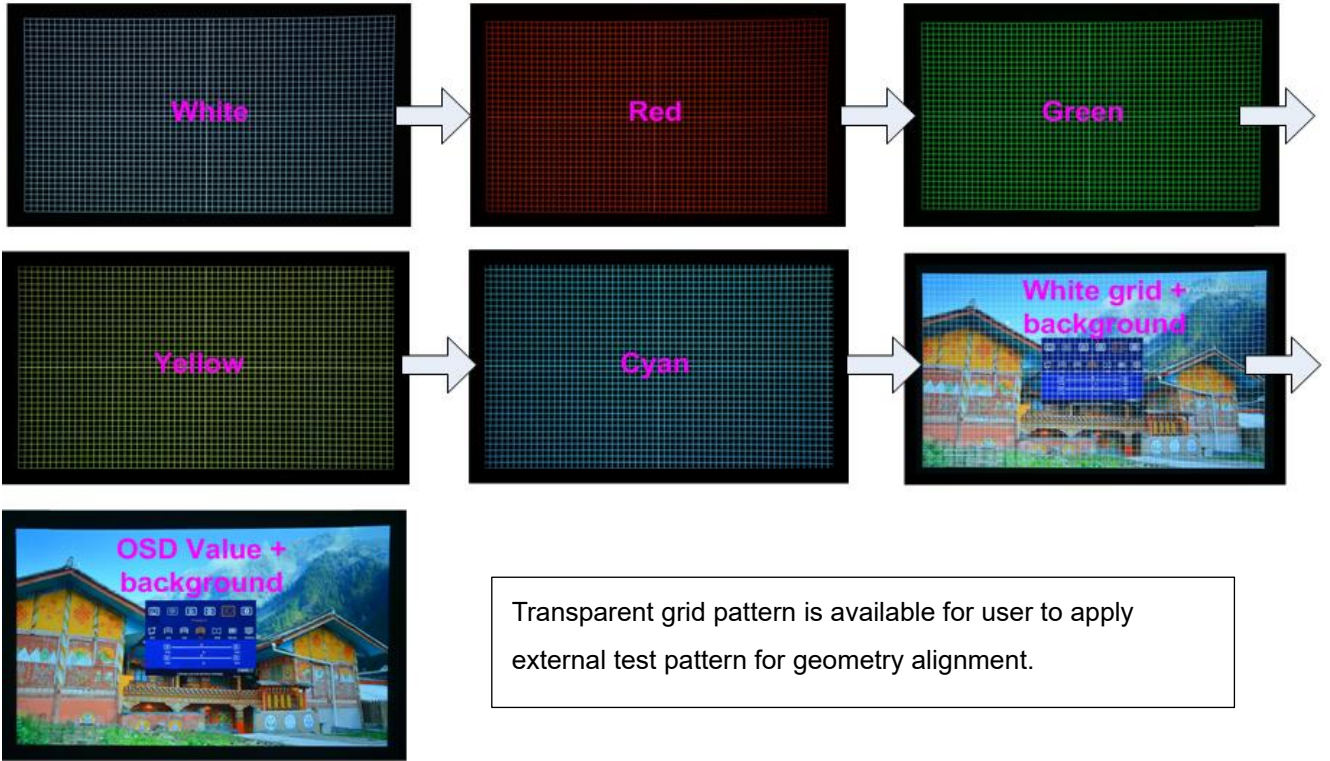 White
Red
Green
Yellow
Cyan
White grid +
background
OSD Value +
background
Transparent grid pattern is available for user to apply
external test pattern for geometry alignment.